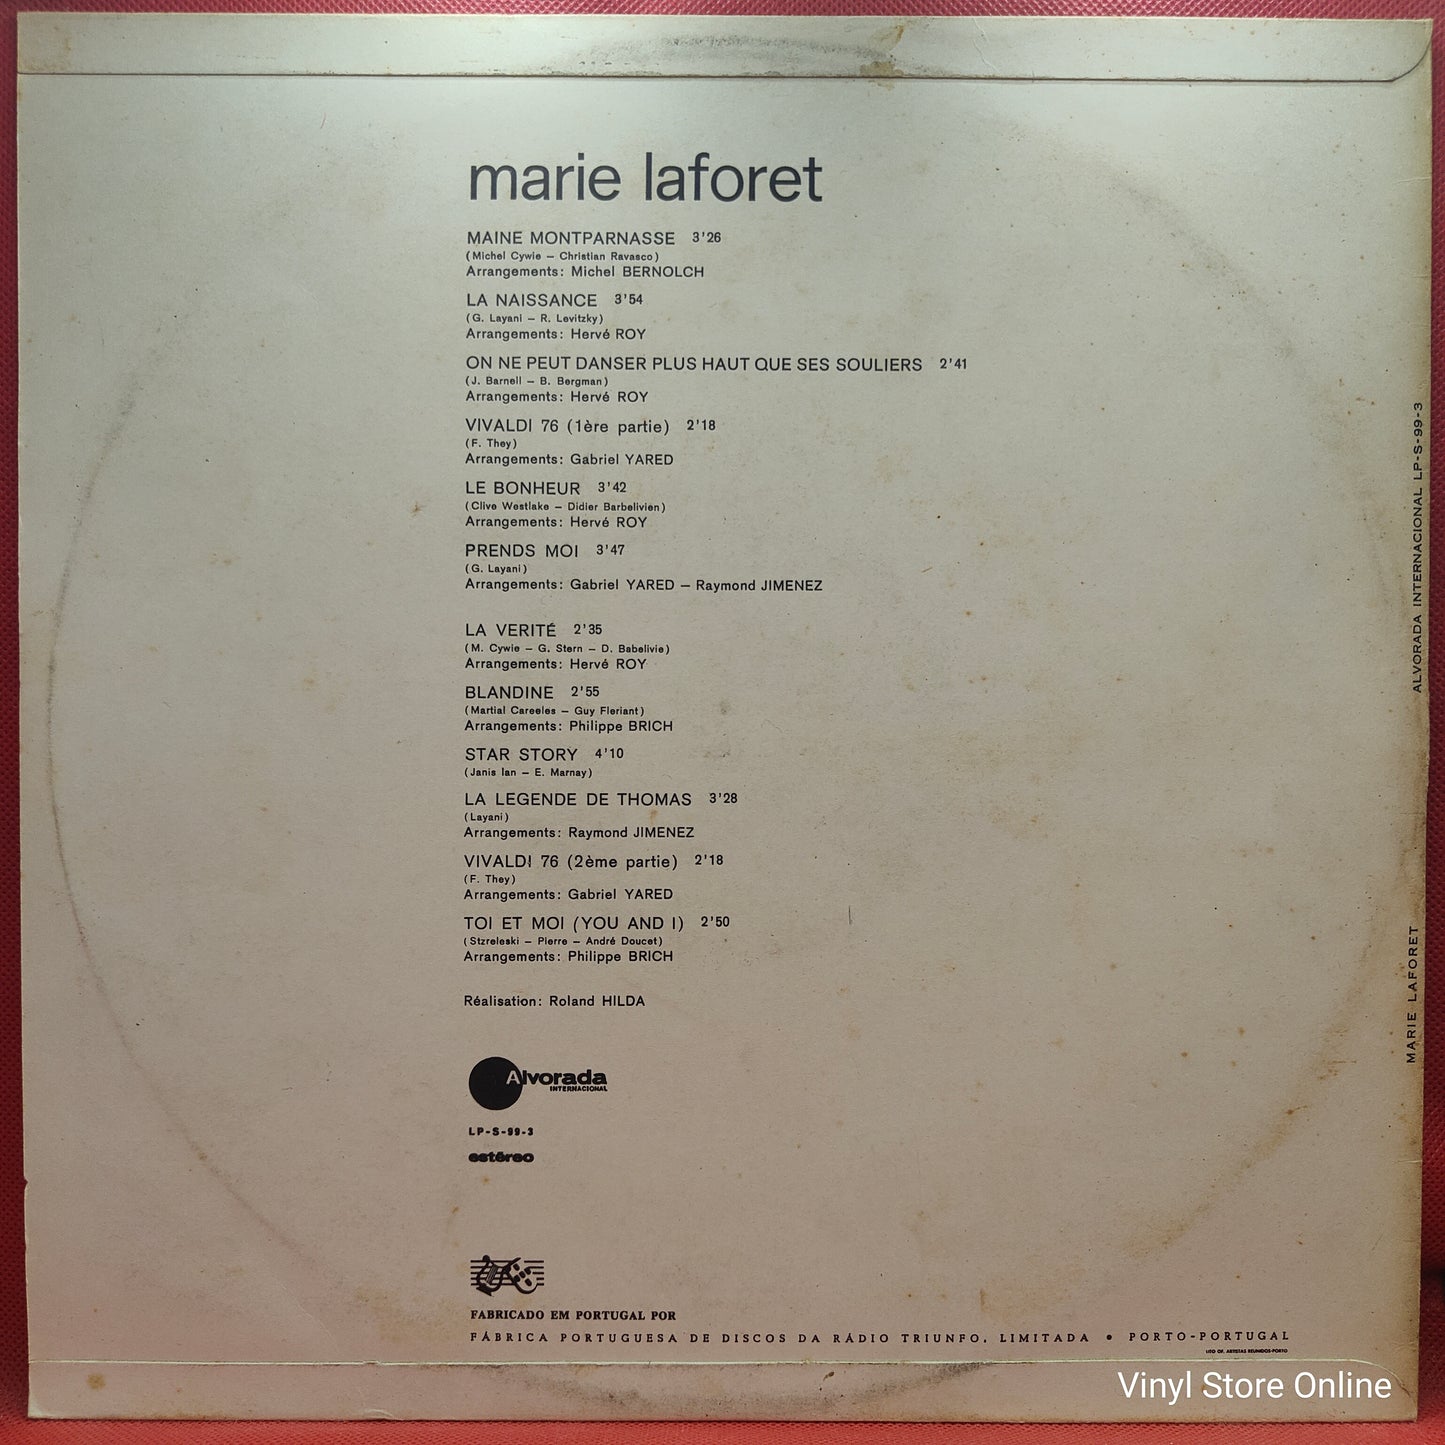 marie laforet
MAINE MONTPARNASSE 3'26
(Michel Cywie – Christian Ravasco)
Arrangements: Michel BERNOLCH
LA NAISSANCE 3'54
(G. Layani – R. Levitzky)
Arrangements: Hervé ROY
ON NE PEUT DANSER PLUS HAUT QUE SES SOULIERS 2'41
(J. Barnell – B. Bergman)
Arrangements: Hervé ROY
VIVALDI 76 (1ère partie) 2'18
(F. They)
Arrangements: Gabriel YARED
LE BONHEUR 3'42
(Clive Westlake – Didier Barbelivien)
Arrangements: Hervé ROY
PRENDS MOI 3'47
(G. Layani)
Arrangements: Gabriel YARED – Raymond JIMENEZ
LA VERITÉ 2'35
(M. Cywie – G. Stern – D. Babelivie)
Arrangements: Hervé ROY
BLANDINE 2'55
(Martial Careeles – Guy Fleriant)
Arrangements: Philippe BRICH
STAR STORY 4'10
(Janis Ian – E. Marnay)
LA LEGENDE DE THOMAS 3'28
(Layani)
Arrangements: Raymond JIMENEZ
VIVALDI 76 (2ème partie) 2'18
(F. They)
Arrangements: Gabriel YARED
TOI ET MOI (YOU AND I) 2'50
(Stzreleski – Pierre – André Doucet)
Arrangements: Philippe BRICH
Réalisation: Roland HILDA
Alvorada
INTERNACIONAL
LP-S-99-3
estéreo
FABRICADO EM PORTUGAL POR
FÁBRICA PORTUGUESA DE DISCOS DA RÁDIO TRIUNFO, LIMITADA • PORTO-PORTUGAL
LITO OF. ARTISTAS REUNIDOS-PORTO
MARIE LAFORET
ALVORADA INTERNACIONAL LP-S-99-3
Vinyl Store Online